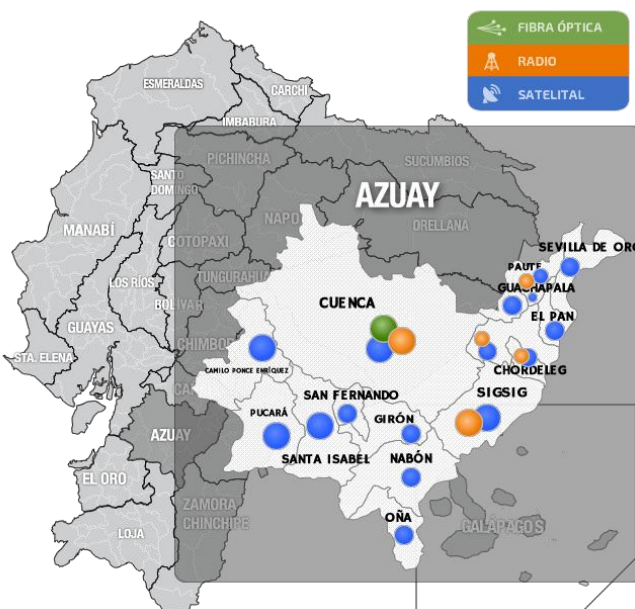 FIBRA ÓPTICA
RADIO
SATELITAL
ESMERALDAS
CARCHI
IMBABURA
PICHINCHA
SUCUMBIOS
SANTO
DOMINGO
AZUAY
NAPO
ORELLANA
MANABÍ
COTOPAXI
SEVILLA DE ORO
PAUTE
TUNGURAHUA
GUACHAPALA
LOS RÍOS
BOLÍVAR
CUENCA
EL PAN
GUAYAS
CHIMBOR
STA. ELENA
CAMILO PONCE ENRÍQUEZ
CHORDELEG
CAÑ
SAN FERNANDO
SIGSIG
PUCARÁ
GIRÓN
AZUAY
SANTA ISABEL
NABÓN
EL ORO
ZAMORA
CHINCHIPE
OÑA
GALÁPAGOS
LOJA